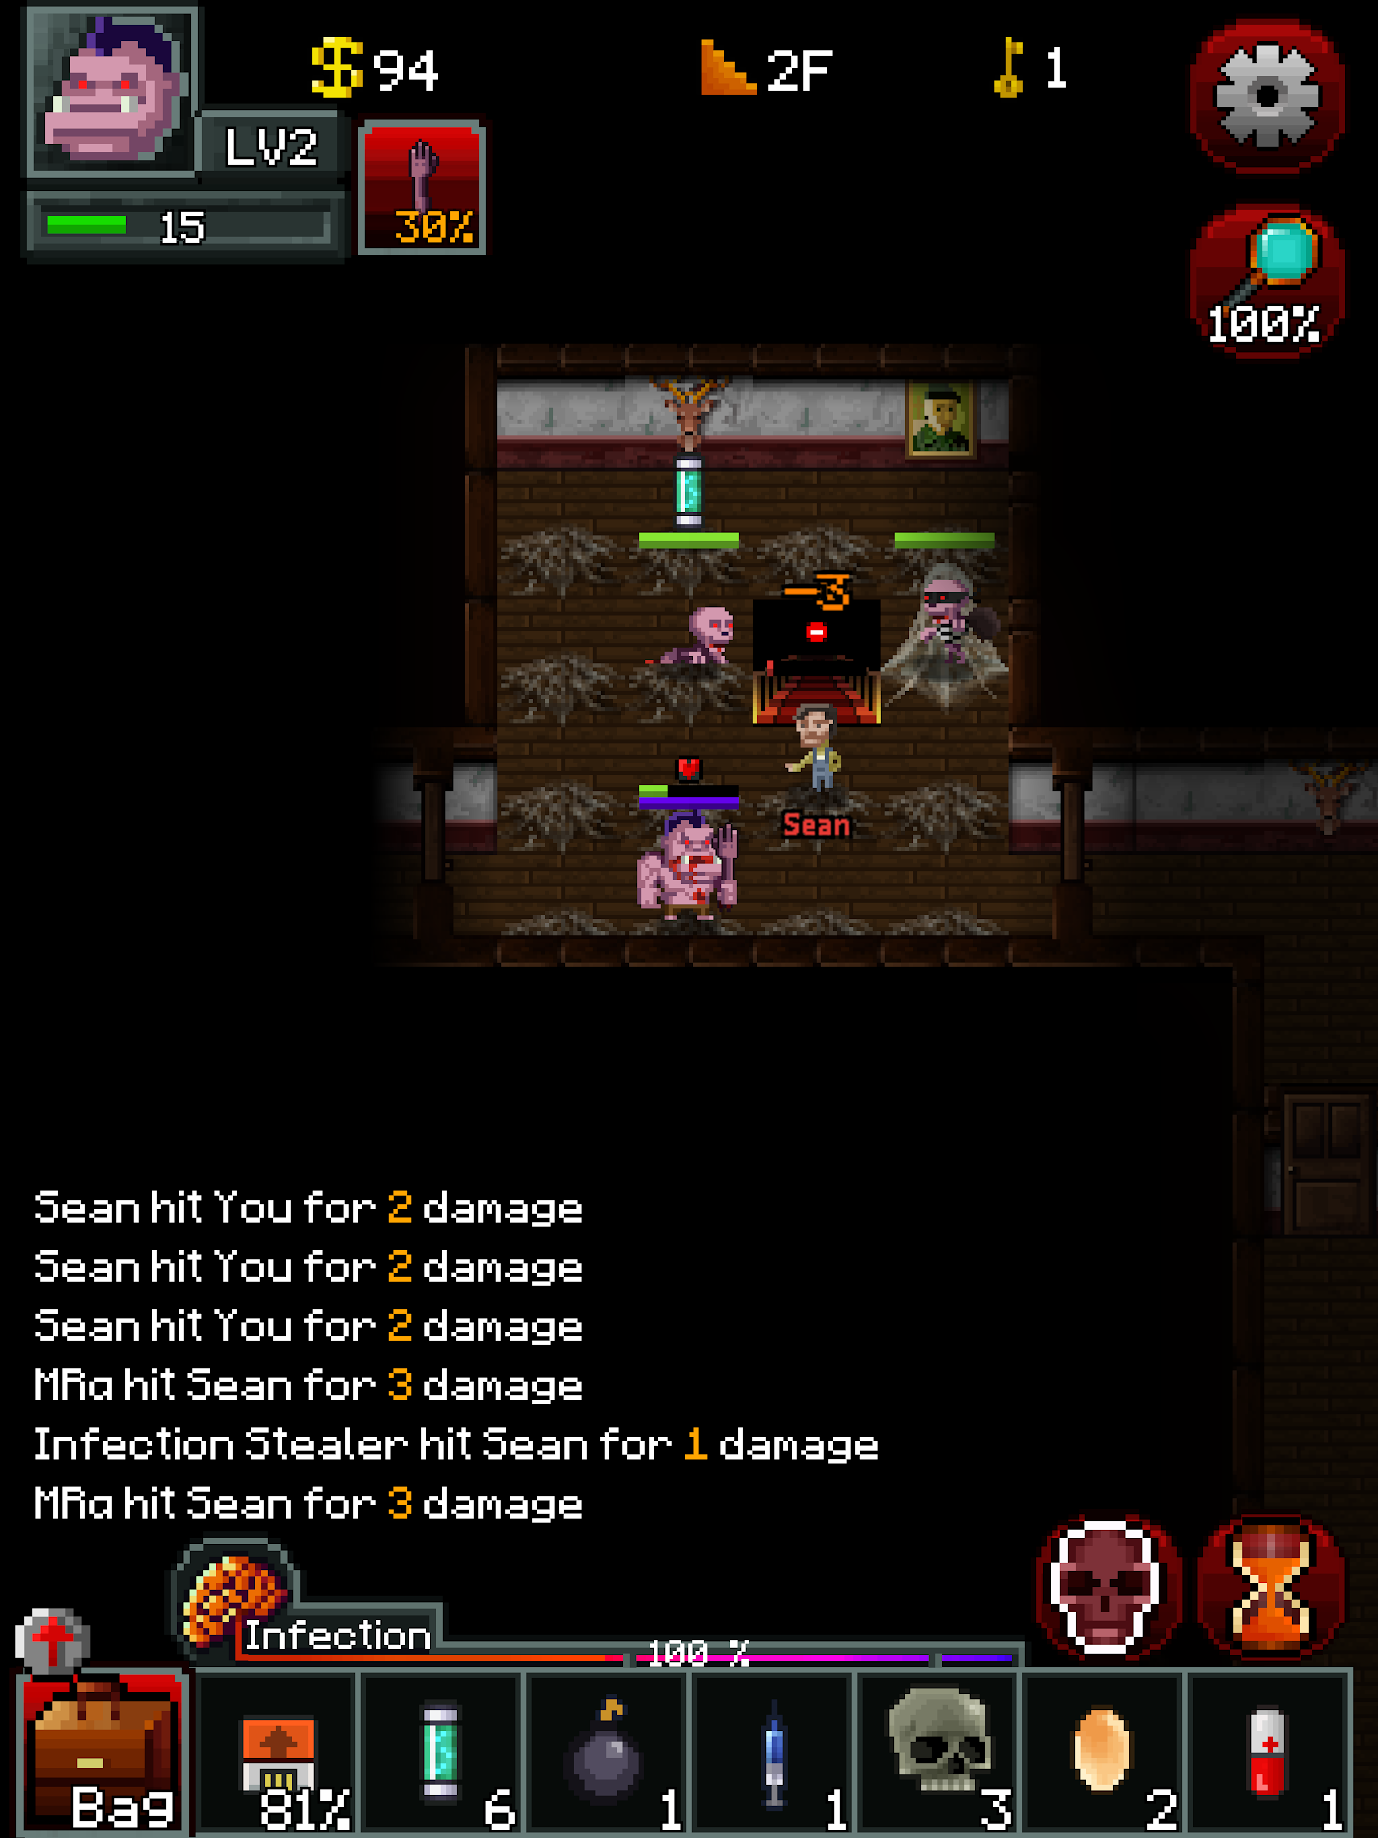 $94
2F
1
LV2
15
30%
100%
-3
Sean
Sean hit You for 2 damage
Sean hit You for 2 damage
Sean hit You for 2 damage
MRa hit Sean for 3 damage
Infection Stealer hit Sean for 1 damage
MRa hit Sean for 3 damage
Infection
100 %
Bag
81%
6
1
1
3
2
1